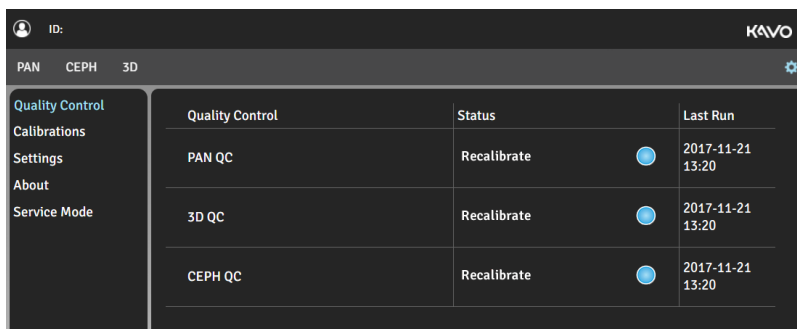 ID:
KAVO
PAN CEPH 3D
Quality Control
Calibrations
Settings
About
Service Mode
Quality Control Status Last Run
PAN QC Recalibrate 2017-11-21
13:20
3D QC Recalibrate 2017-11-21
13:20
CEPH QC Recalibrate 2017-11-21
13:20